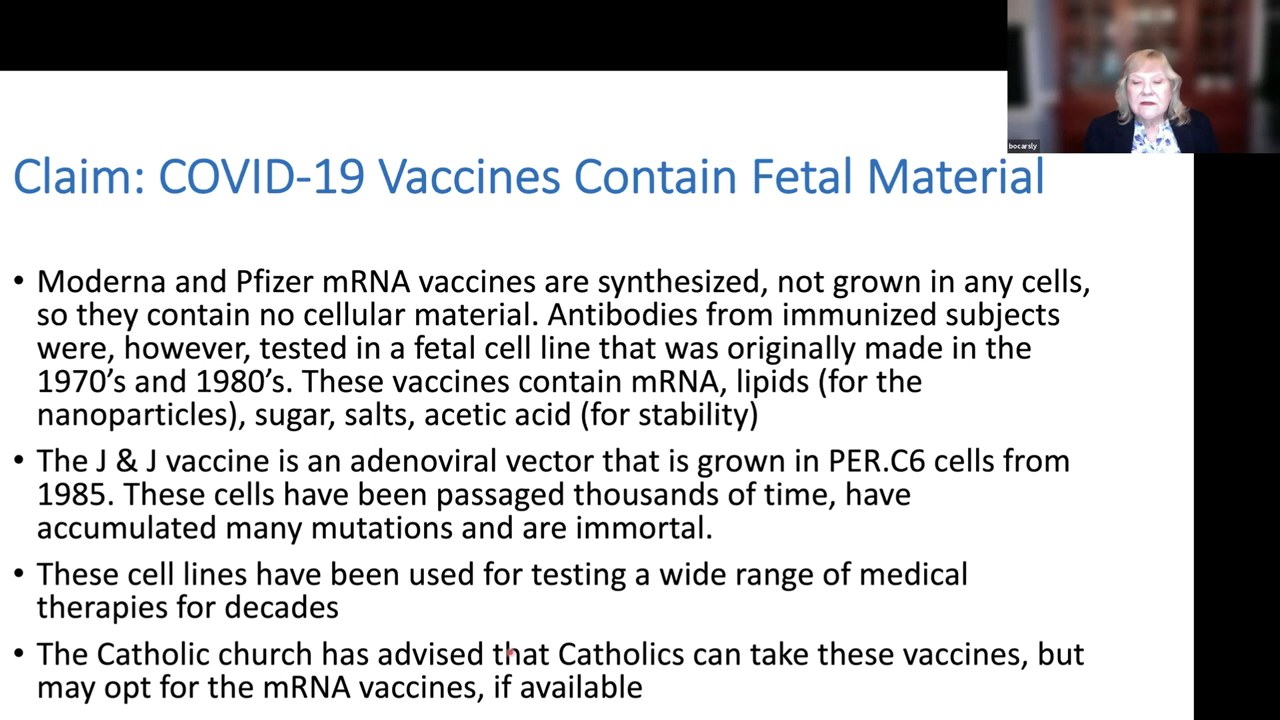 bocarsly
Claim: COVID-19 Vaccines Contain Fetal Material
• Moderna and Pfizer mRNA vaccines are synthesized, not grown in any cells,
so they contain no cellular material. Antibodies from immunized subjects
were, however, tested in a fetal cell line that was originally made in the
1970’s and 1980’s. These vaccines contain mRNA, lipids (for the
nanoparticles), sugar, salts, acetic acid (for stability)
• The J & J vaccine is an adenoviral vector that is grown in PER.C6 cells from
1985. These cells have been passaged thousands of time, have
accumulated many mutations and are immortal.
• These cell lines have been used for testing a wide range of medical
therapies for decades
• The Catholic church has advised that Catholics can take these vaccines, but
may opt for the mRNA vaccines, if available